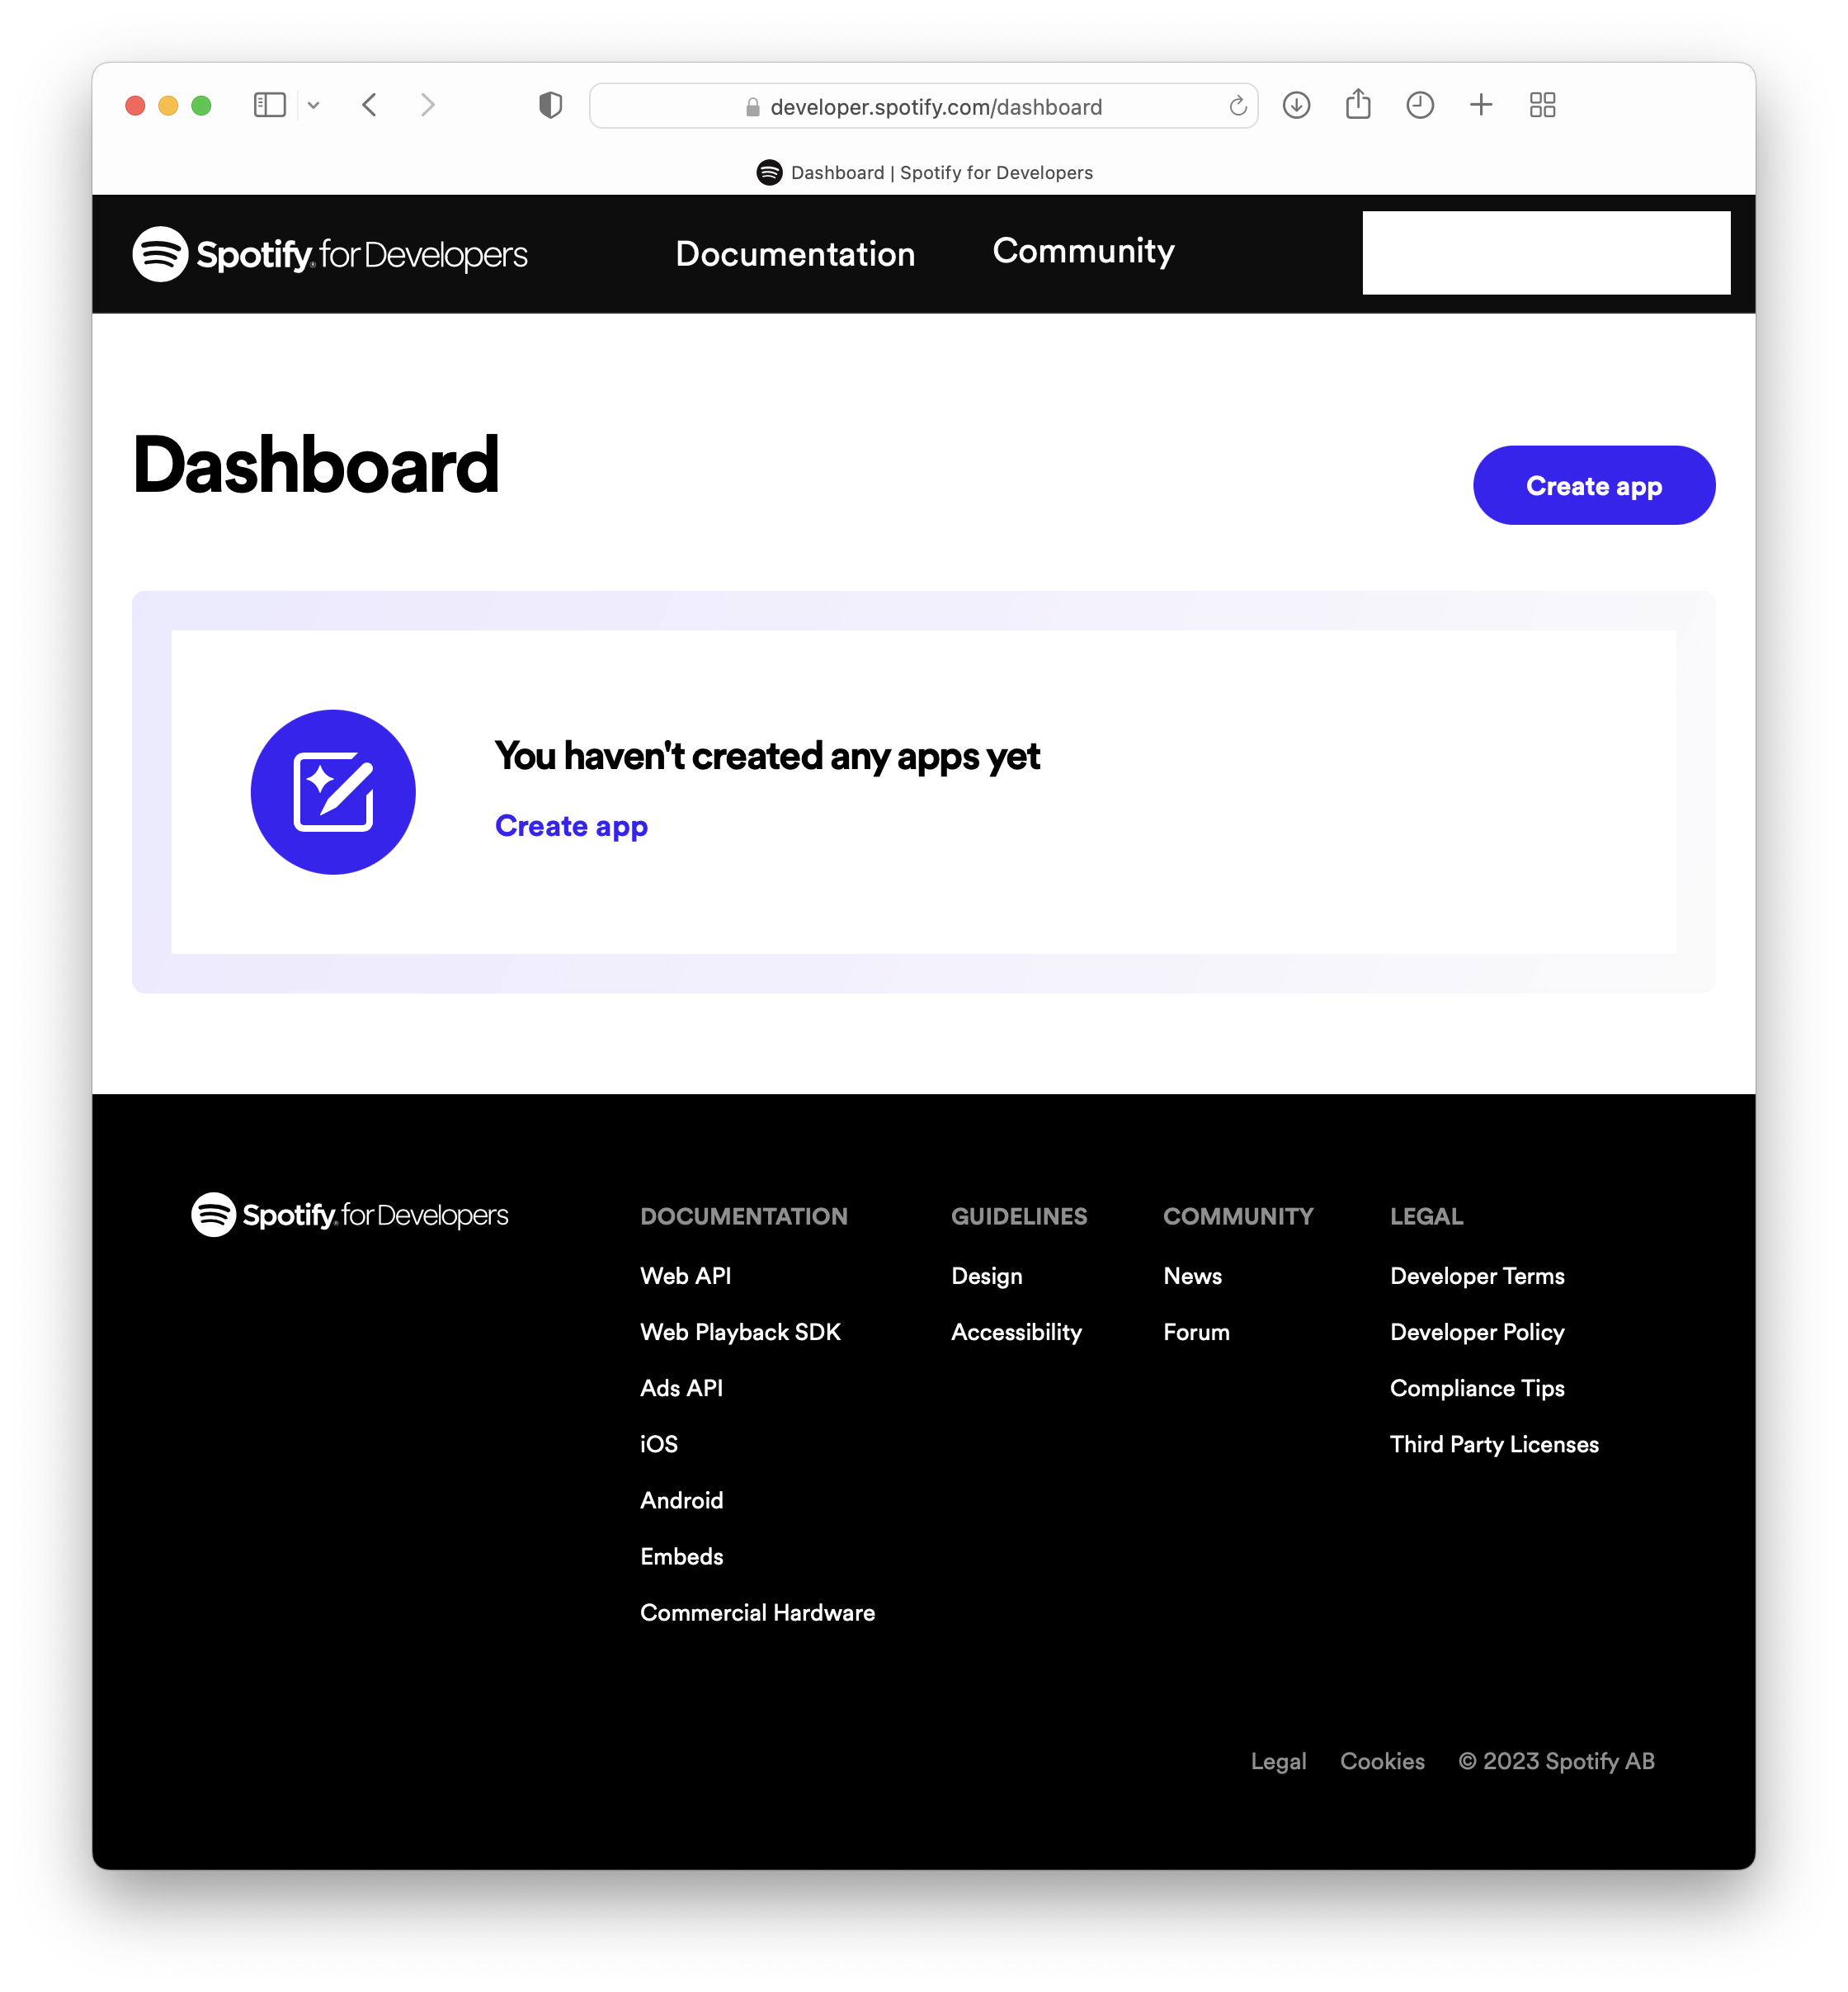 developer.spotify.com/dashboard
Dashboard | Spotify for Developers
Spotify® for Developers
Documentation
Community
Dashboard
Create app
You haven't created any apps yet
Create app
Spotify® for Developers
DOCUMENTATION
Web API
Web Playback SDK
Ads API
iOS
Android
Embeds
Commercial Hardware
GUIDELINES
Design
Accessibility
COMMUNITY
News
Forum
LEGAL
Developer Terms
Developer Policy
Compliance Tips
Third Party Licenses
Legal
Cookies
© 2023 Spotify AB